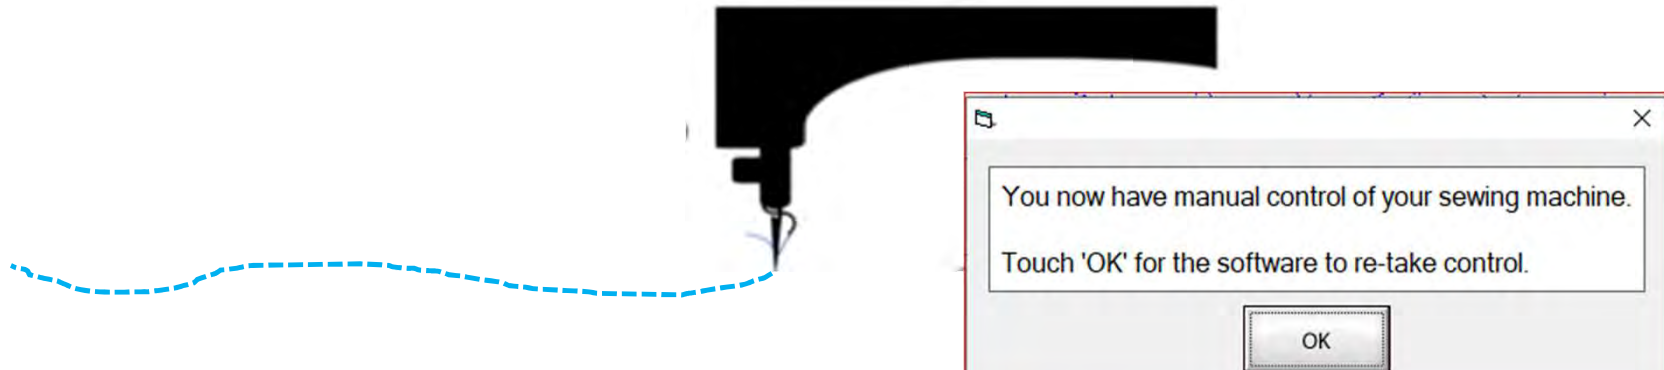 You now have manual control of your sewing machine.
Touch 'OK' for the software to re-take control.
OK